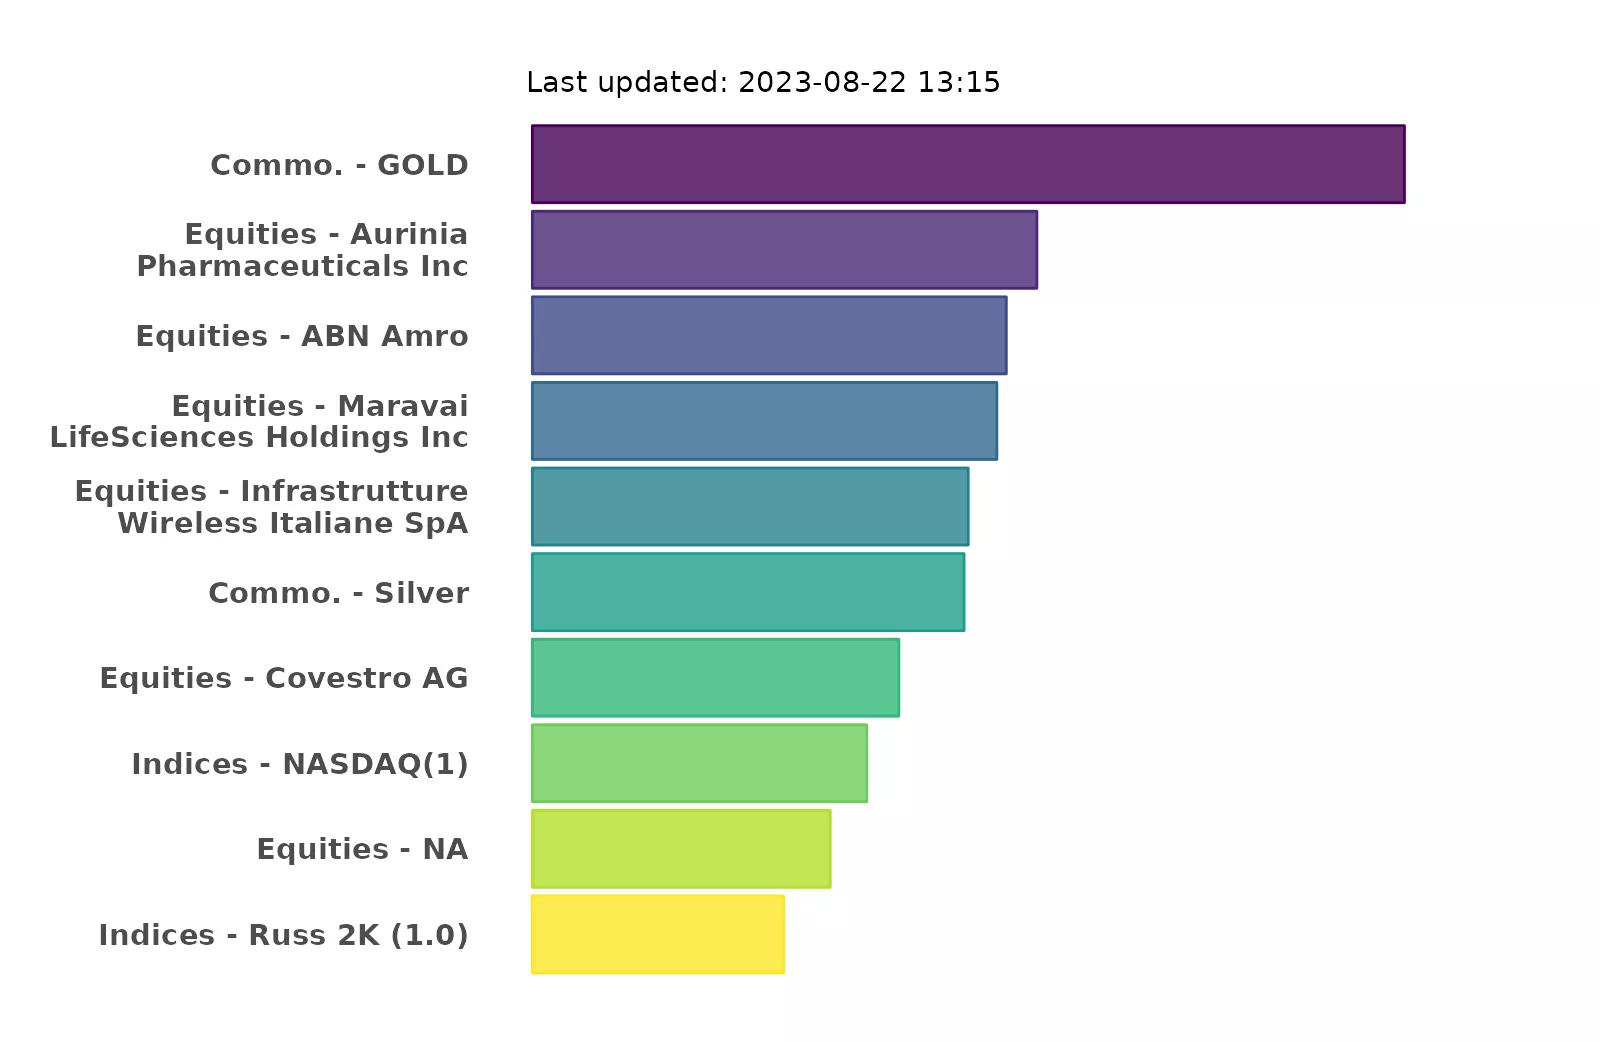 Last updated: 2023-08-22 13:15
Commo. - GOLD
Equities - Aurinia
Pharmaceuticals Inc
Equities - ABN Amro
Equities - Maravai
LifeSciences Holdings Inc
Equities - Infrastrutture
Wireless Italiane SpA
Commo. - Silver
Equities - Covestro AG
Indices - NASDAQ(1)
Equities - NA
Indices - Russ 2K (1.0)